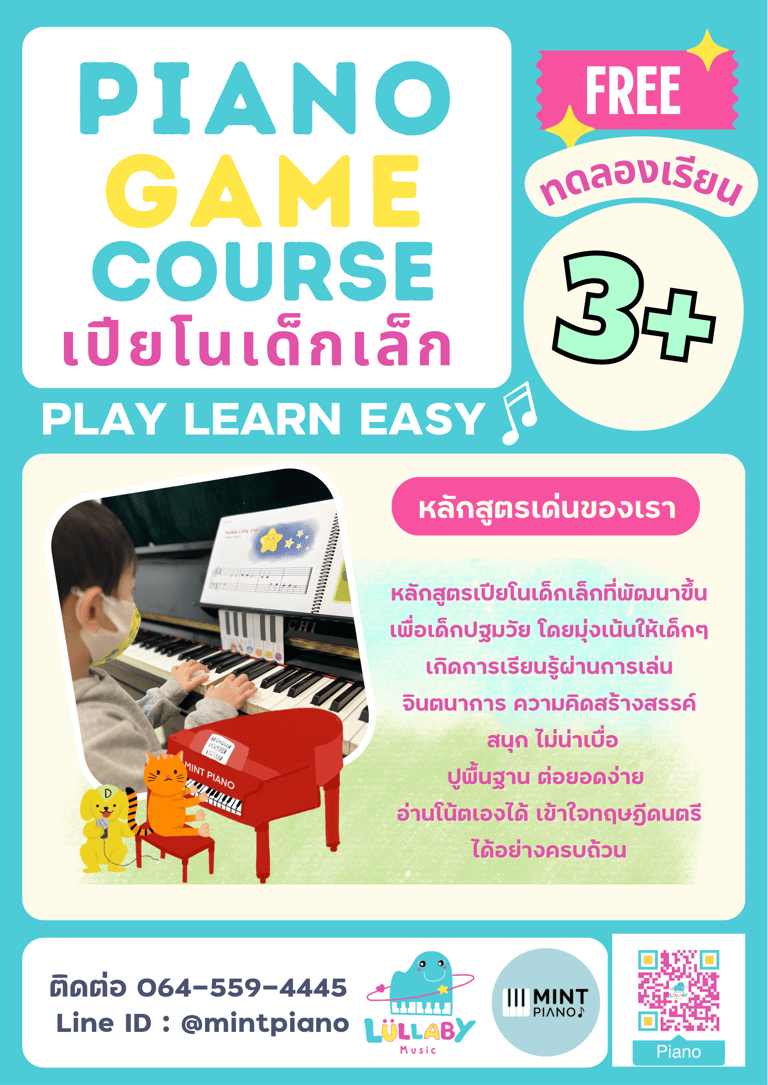 PIANO
GAME
COURSE
เปียโนเด็กเล็ก
FREE
ทดลองเรียน
3+
PLAY LEARN EASY
หลักสูตรเด่นของเรา
หลักสูตรเปียโนเด็กเล็กที่พัฒนาขึ้น
เพื่อเด็กปฐมวัย โดยมุ่งเน้นให้เด็กๆ
เกิดการเรียนรู้ผ่านการเล่น
จินตนาการ ความคิดสร้างสรรค์
สนุก ไม่น่าเบื่อ
ปูพื้นฐาน ต่อยอดง่าย
อ่านโน้ตเองได้ เข้าใจทฤษฎีดนตรี
ได้อย่างครบถ้วน
MINT PIANO
D
ติดต่อ 064-559-4445
Line ID : @mintpiano
LÜLLABY
Music
MINT
PIANO
Piano